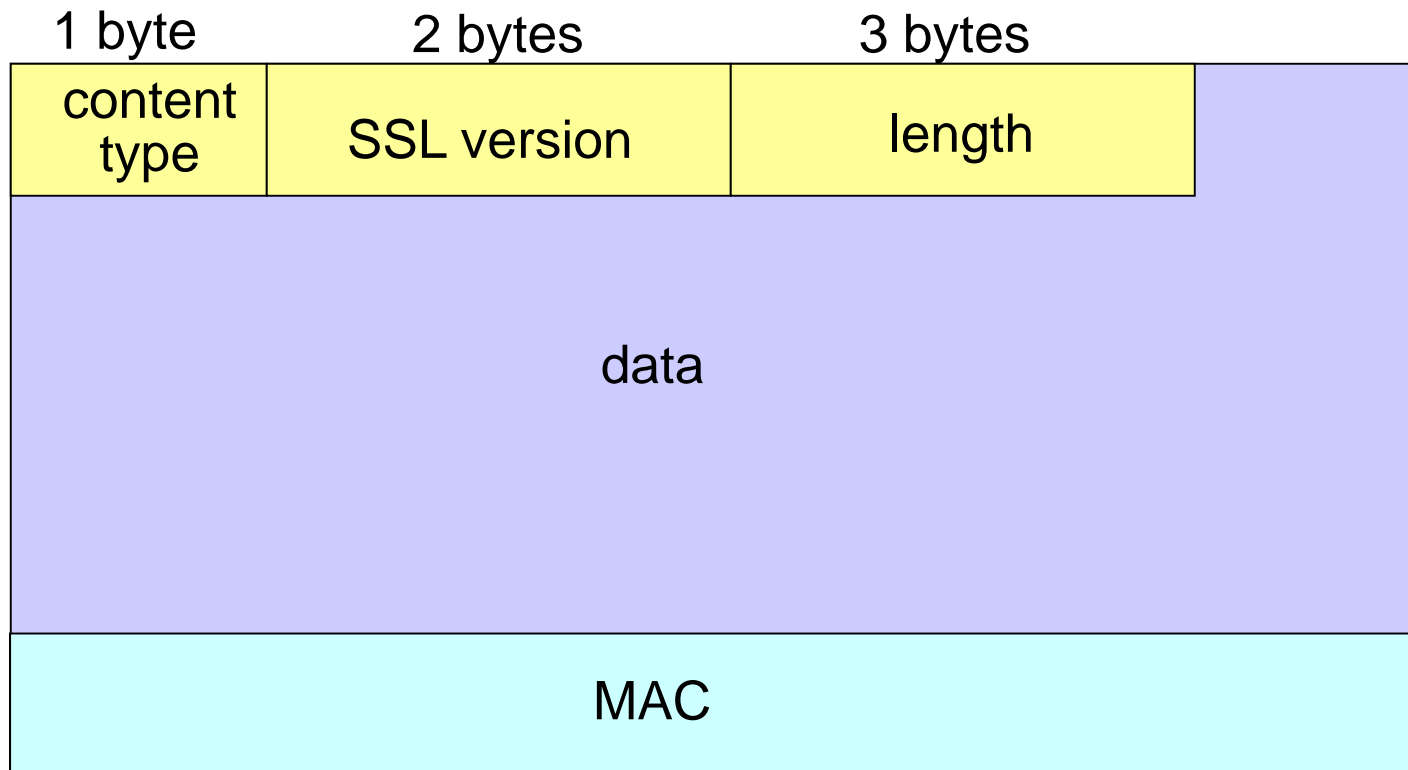 1 byte 2 bytes 3 bytes
content
type SSL version length
data
MAC